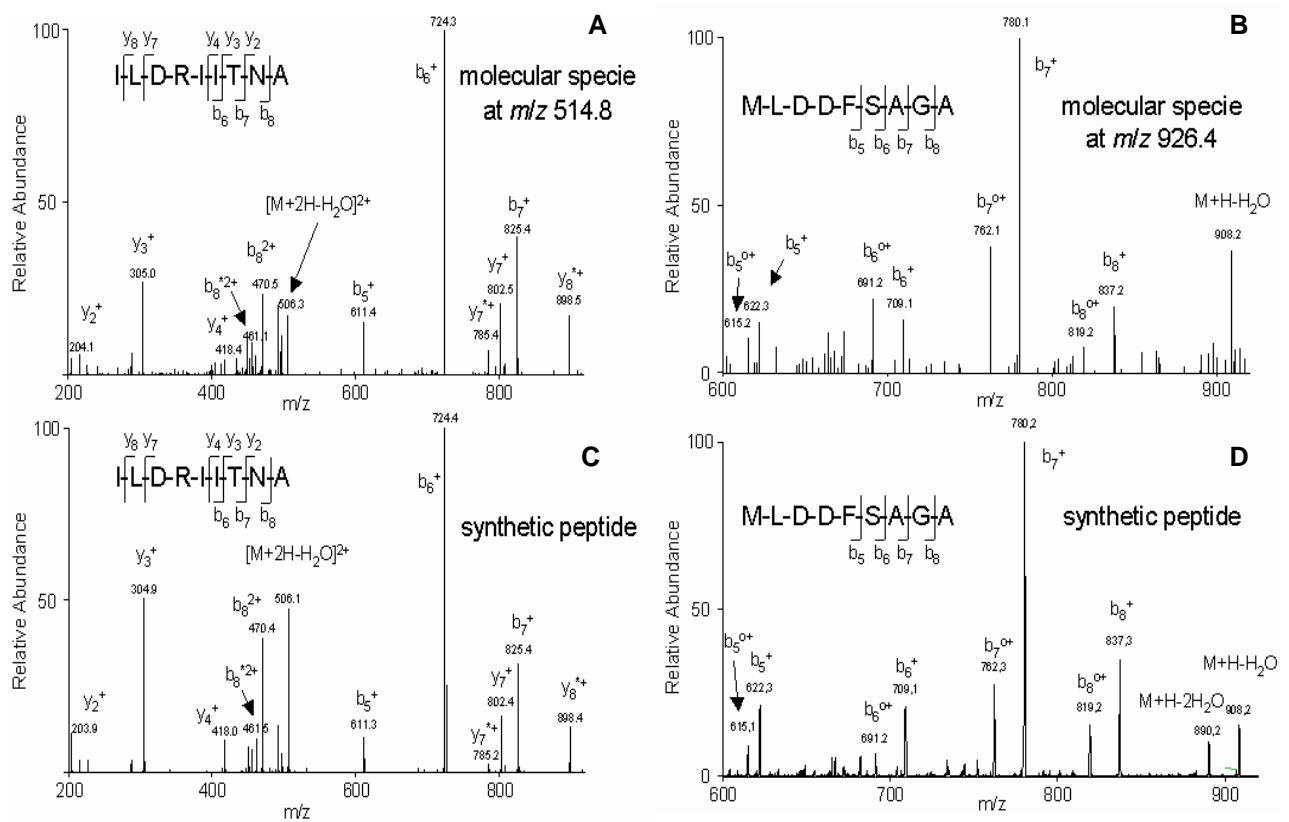 A
100
50
0
Relative Abundance
y8 y7 y4 y3 y2
I-L-D-R-I-I-T-N-A
b6 b7 b8
molecular specie
at m/z 514.8
724.3
b6+
[M+2H-H2O]2+
b7+
825.4
y3+
305.0
b8 2+
470.5
506.3
b8*2+
461.1
y4+
418.4
b5+
611.4
y7+
802.5
y7*+
785.4
y8*+
898.5
y2+
204.1
200 400 600 800
m/z
B
100
50
0
Relative Abundance
M-L-D-D-F-S-A-G-A
b5 b6 b7 b8
molecular specie
at m/z 926.4
780.1
b7+
b7o+
762.1
M+H-H2O
908.2
b5o+
b5+
615.2
622.3
b6o+
691.2
b6+
709.1
b8+
837.2
b8o+
819.2
600 700 800 900
m/z
C
100
50
0
Relative Abundance
y8 y7 y4 y3 y2
I-L-D-R-I-I-T-N-A
b6 b7 b8
synthetic peptide
724.4
b6+
[M+2H-H2O]2+
506.1
y3+
304.9
b8 2+
470.4
b8*2+
461.5
b7+
825.4
y7+
802.4
y8*+
898.4
y2+
203.9
y4+
418.0
b5+
611.3
y7*+
785.2
200 400 600 800
m/z
D
100
50
0
Relative Abundance
M-L-D-D-F-S-A-G-A
b5 b6 b7 b8
synthetic peptide
780,2
b7+
b8+
837,3
b5o+
b5+
622,3
615,1
b6+
709,1
b6o+
691,2
b7o+
762,3
b8o+
819,2
M+H-H2O
908,2
M+H-2H2O
890,2
600 700 800 900
m/z